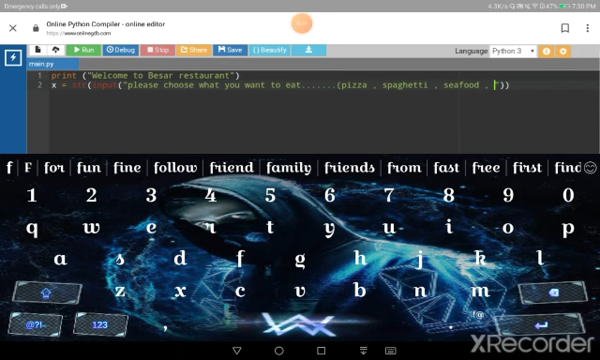 Emergency calls only 4.3K/s 47% 7:30 PM
Online Python Compiler - online editor
https://www.onlinegdb.com
Run Debug Stop Share Save {} Beautify Language Python 3
main.py
1 print ("Welcome to Besar restaurant")
2 x = str(input("please choose what you want to eat.......(pizza , spaghetti , seafood , "))
f F for fun fine follow friend family friends from fast free first find
1 2 3 4 5 6 7 8 9 0
q w e r t y u i o p
a s d f g h j k l
z x c v b n m
@?!- 123 , . !@
XRecorder